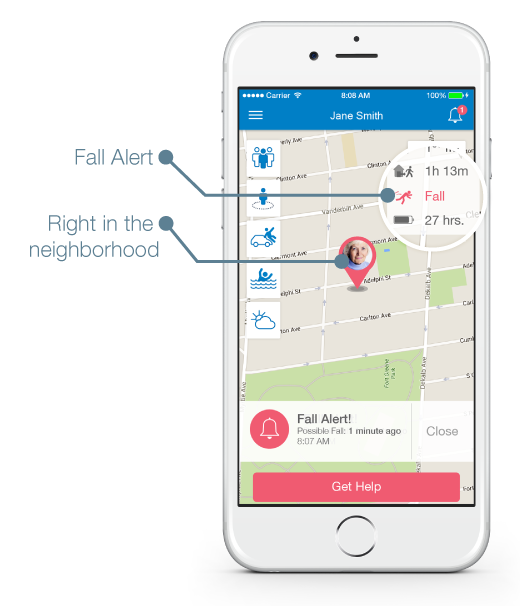 Carrier
8:08 AM
100%
Jane Smith
1
Clinton Ave
1h 13m
Fall Alert
Fall
Vanderbilt Ave
27 hrs.
Right in the
neighborhood
Adelphi St
Carlton Ave
Fort Greene
Park
DeKalb Ave
Fall Alert!
Possible Fall: 1 minute ago
8:07 AM
Close
Get Help